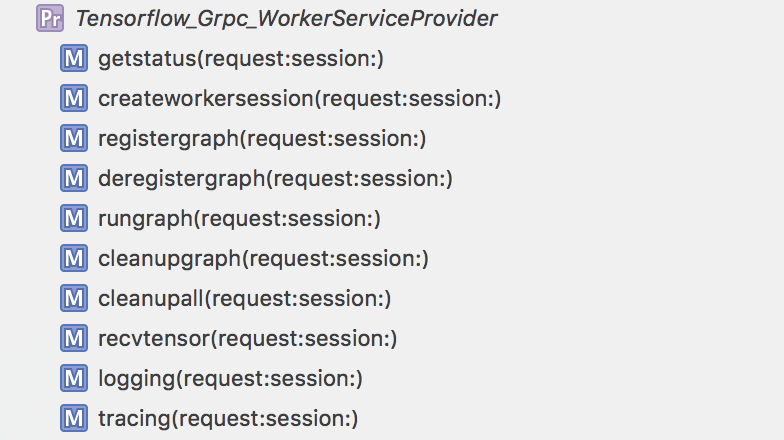 Pr Tensorflow_Grpc_WorkerServiceProvider
M getstatus(request:session:)
M createworkersession(request:session:)
M registergraph(request:session:)
M deregistergraph(request:session:)
M rungraph(request:session:)
M cleanupgraph(request:session:)
M cleanupall(request:session:)
M recvtensor(request:session:)
M logging(request:session:)
M tracing(request:session:)